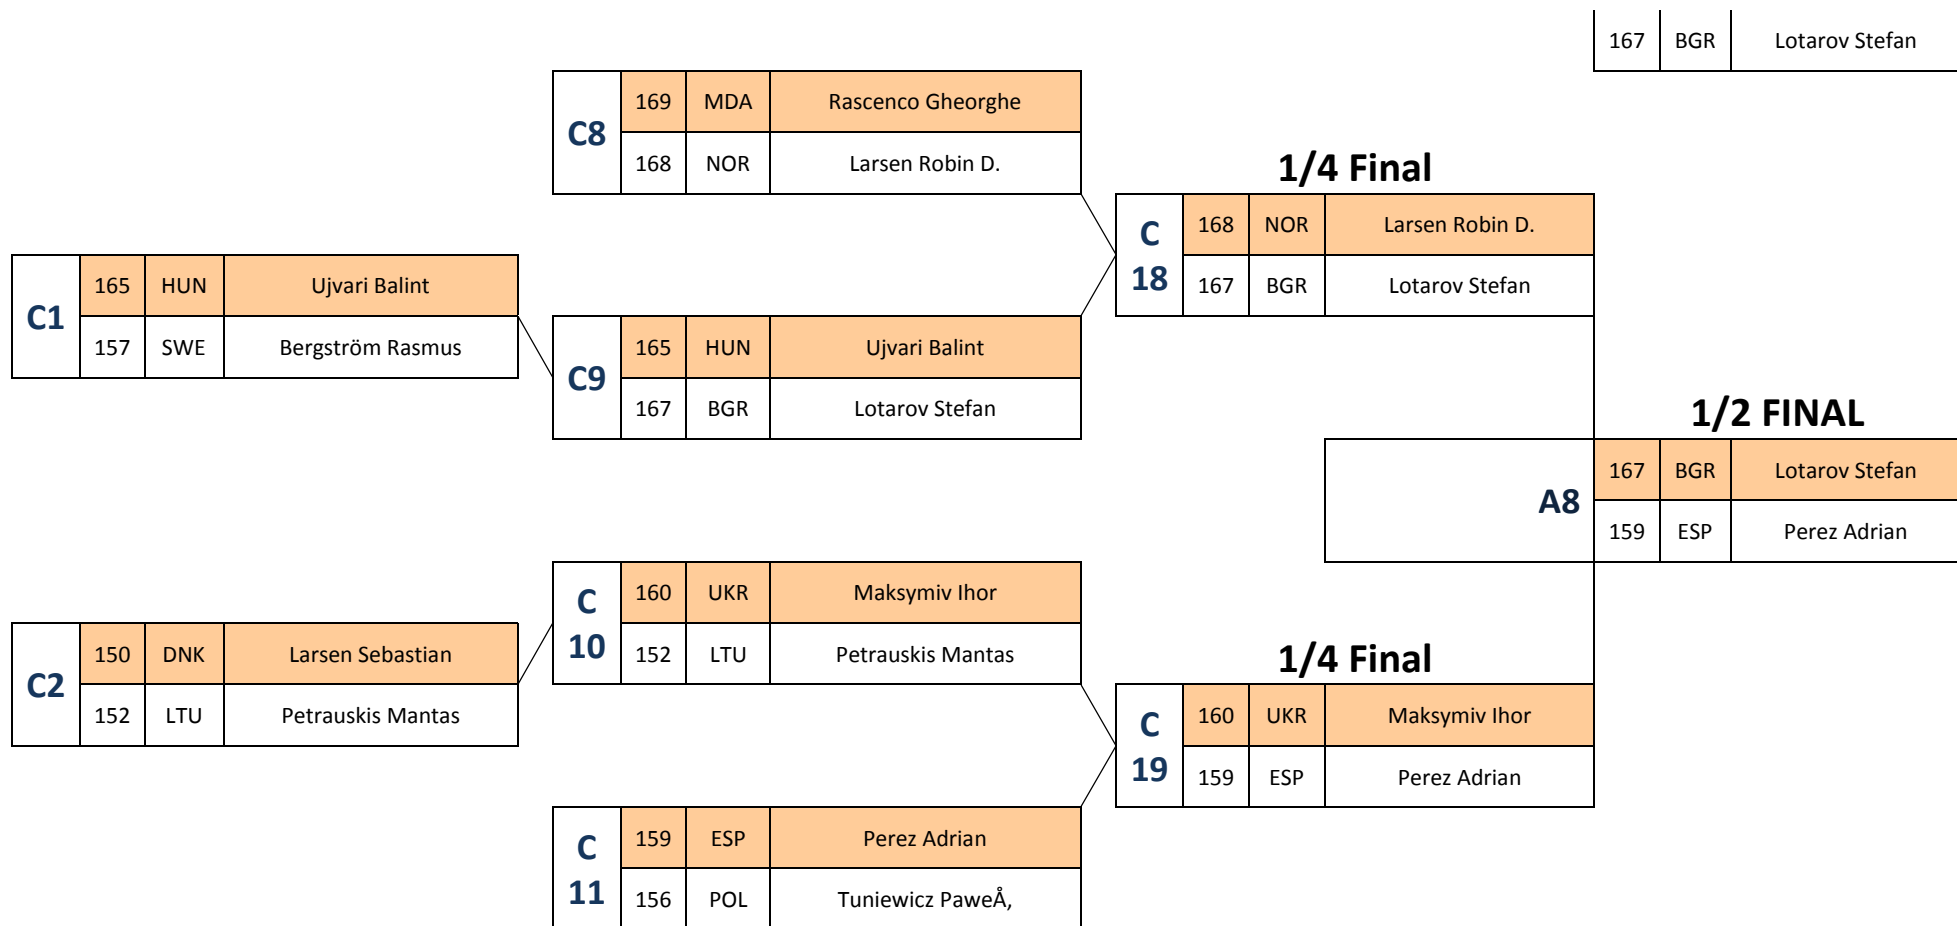 167 BGR Lotarov Stefan
C8
169 MDA Rascenco Gheorghe
168 NOR Larsen Robin D.
1/4 Final
C 18
168 NOR Larsen Robin D.
167 BGR Lotarov Stefan
C1
165 HUN Ujvari Balint
157 SWE Bergström Rasmus
C9
165 HUN Ujvari Balint
167 BGR Lotarov Stefan
1/2 FINAL
A8
167 BGR Lotarov Stefan
159 ESP Perez Adrian
C 10
160 UKR Maksymiv Ihor
152 LTU Petrauskis Mantas
C2
150 DNK Larsen Sebastian
152 LTU Petrauskis Mantas
1/4 Final
C 19
160 UKR Maksymiv Ihor
159 ESP Perez Adrian
C 11
159 ESP Perez Adrian
156 POL Tuniewicz PaweÅ‚